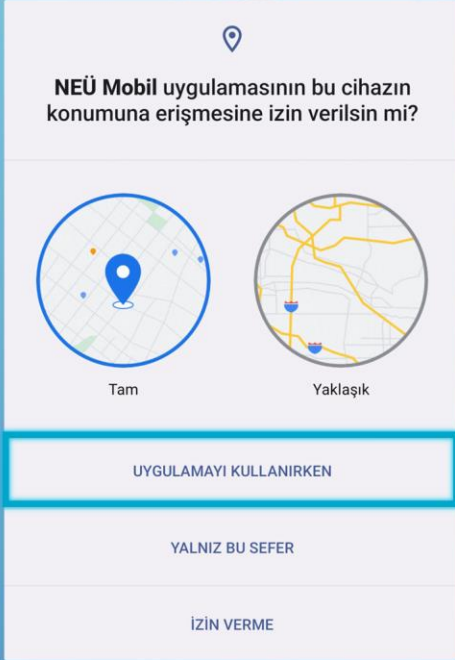 NEÜ Mobil uygulamasının bu cihazın
konumuna erişmesine izin verilsin mi?
Tam
Yaklaşık
UYGULAMAYI KULLANIRKEN
YALNIZ BU SEFER
İZİN VERME